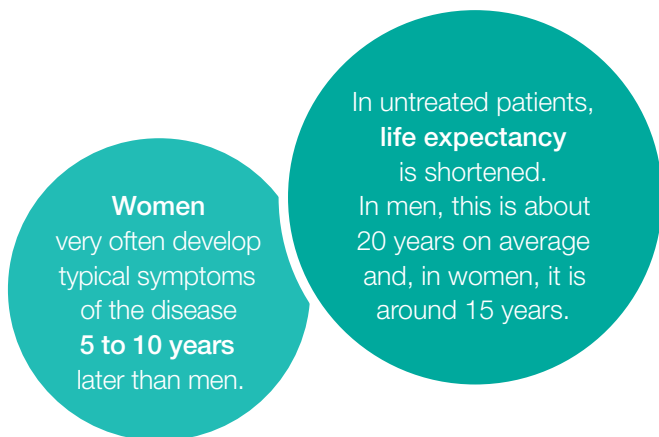 Women
very often develop
typical symptoms
of the disease
5 to 10 years
later than men.
In untreated patients,
life expectancy
is shortened.
In men, this is about
20 years on average
and, in women, it is
around 15 years.